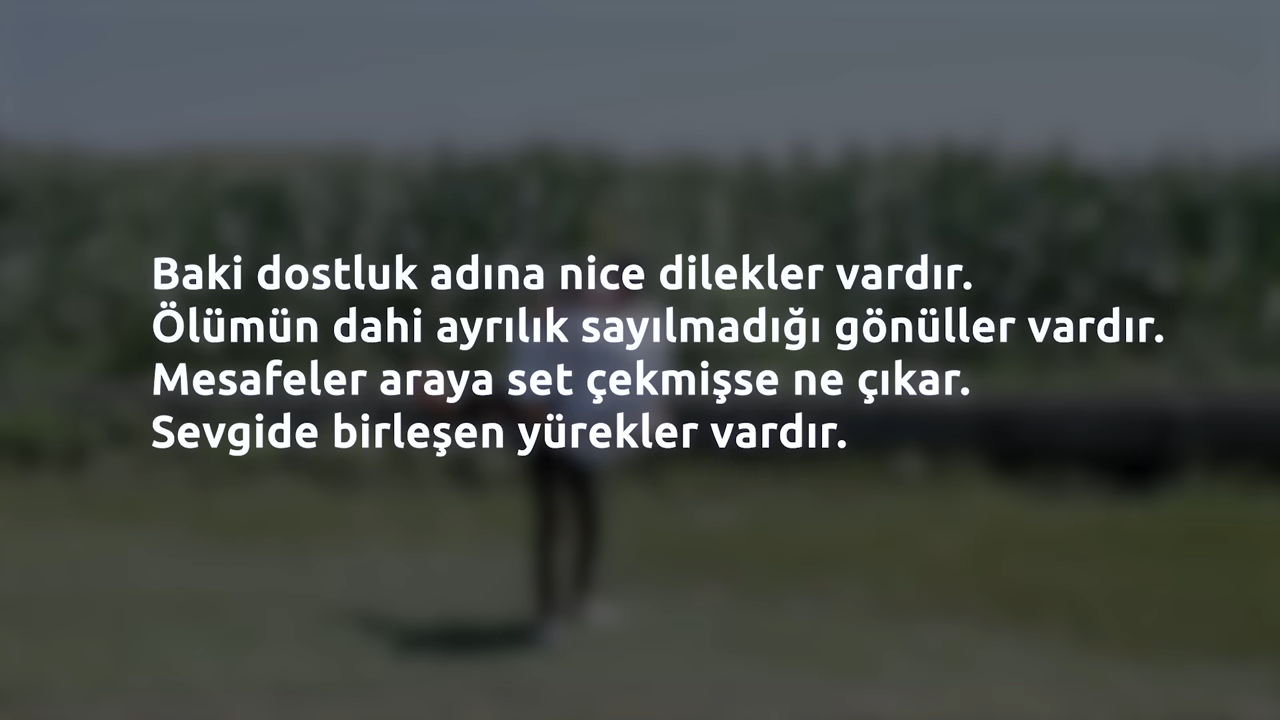 Baki dostluk adına nice dilekler vardır.
Ölümün dahi ayrılık sayılmadığı gönüller vardır.
Mesafeler araya set çekmişse ne çıkar.
Sevgide birleşen yürekler vardır.